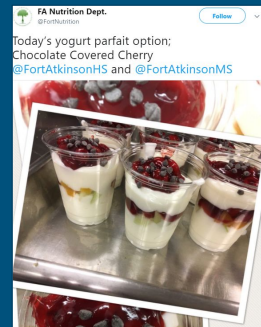 FA Nutrition Dept.
@FortNutrition
Follow
Today's yogurt parfait option;
Chocolate Covered Cherry
@FortAtkinsonHS and @FortAtkinsonMS